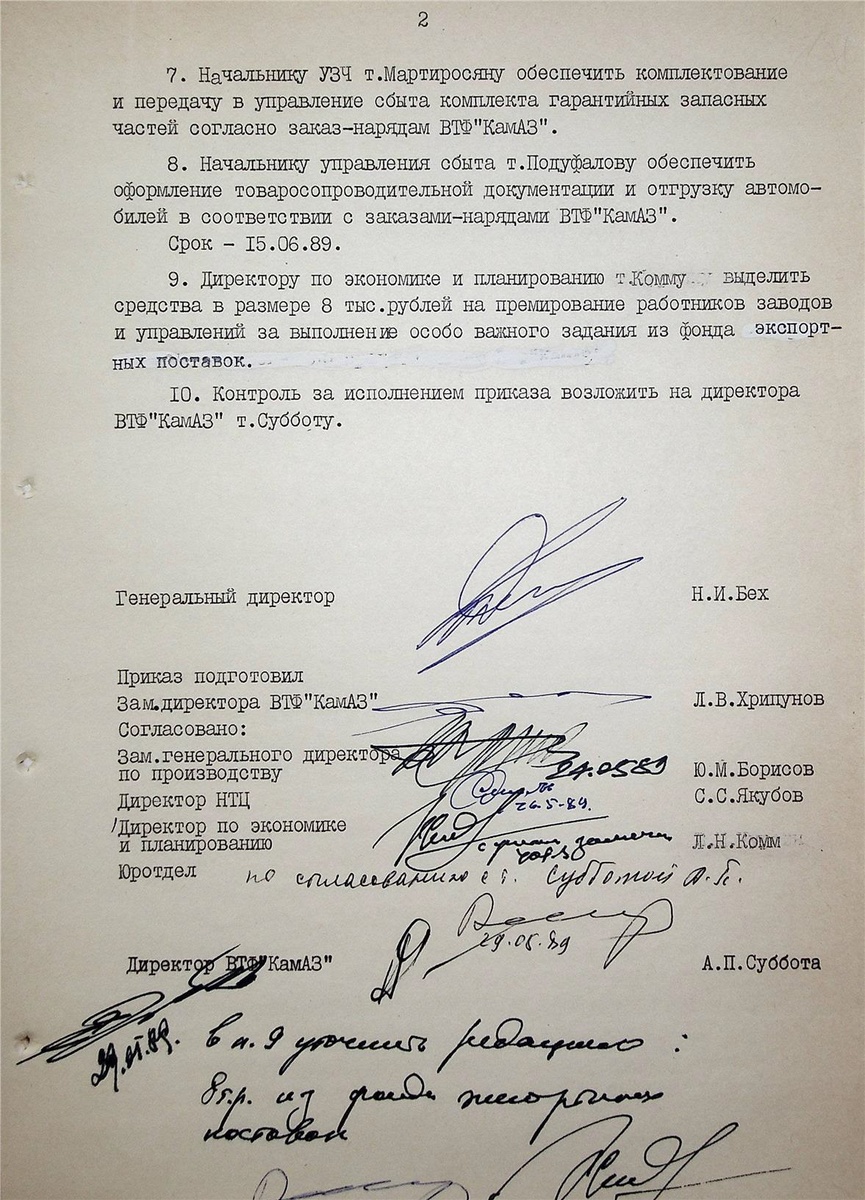 2
7. Начальнику УЗЧ т.Мартиросяну обеспечить комплектование
и передачу в управление сбыта комплекта гарантийных запасных
частей согласно заказ-нарядам ВТФ"КамАЗ".
8. Начальнику управления сбыта т.Подуфалову обеспечить
оформление товаросопроводительной документации и отгрузку автомо-
билей в соответствии с заказами-нарядами ВТФ"КамАЗ".
Срок - 15.06.89.
9. Директору по экономике и планированию т.Комму выделить
средства в размере 8 тыс.рублей на премирование работников заводов
и управлений за выполнение особо важного задания из фонда экспорт-
ных поставок.
10. Контроль за исполнением приказа возложить на директора
ВТФ"КамАЗ" т.Субботу.
Генеральный директор Н.И.Бех
Приказ подготовил
Зам.директора ВТФ"КамАЗ" Л.В.Хрипунов
Согласовано:
Зам.генерального директора
по производству 24.05.89 Ю.М.Борисов
Директор НТЦ 26.5-89. С.С.Якубов
Директор по экономике
и планированию Л.Н.Комм
Юротдел по согласованию с т. Субботой А.П.
29.05.89
Директор ВТФ"КамАЗ" А.П.Суббота
в п. 9 уточнить редакцию:
29.05.89.
8 т.р. из фонда экспортных
поставок